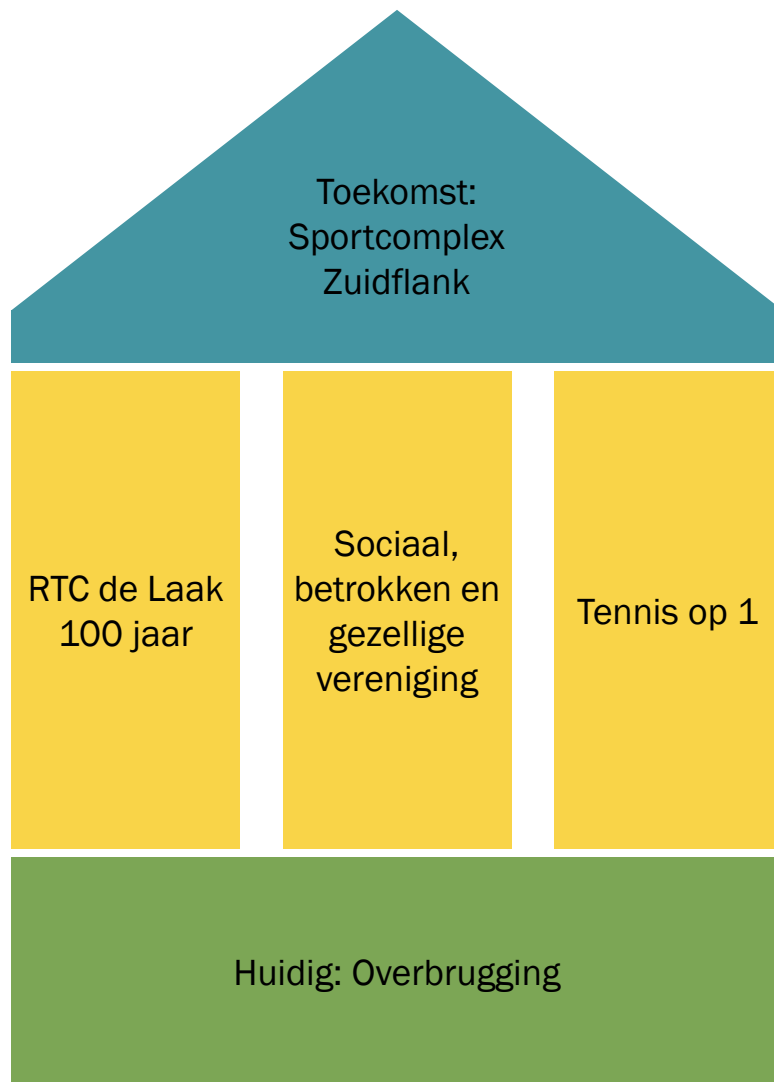 Toekomst:
Sportcomplex
Zuidflank
RTC de Laak
100 jaar
Sociaal,
betrokken en
gezellige
vereniging
Tennis op 1
Huidig: Overbrugging